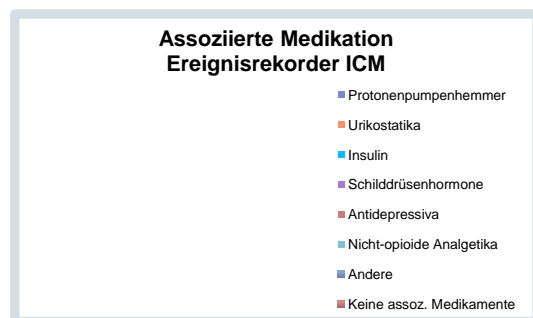 Assoziierte Medikation
Ereignisrekorder ICM
Protonenpumpenhemmer
Urikostatika
Insulin
Schilddrüsenhormone
Antidepressiva
Nicht-opioide Analgetika
Andere
Keine assoz. Medikamente